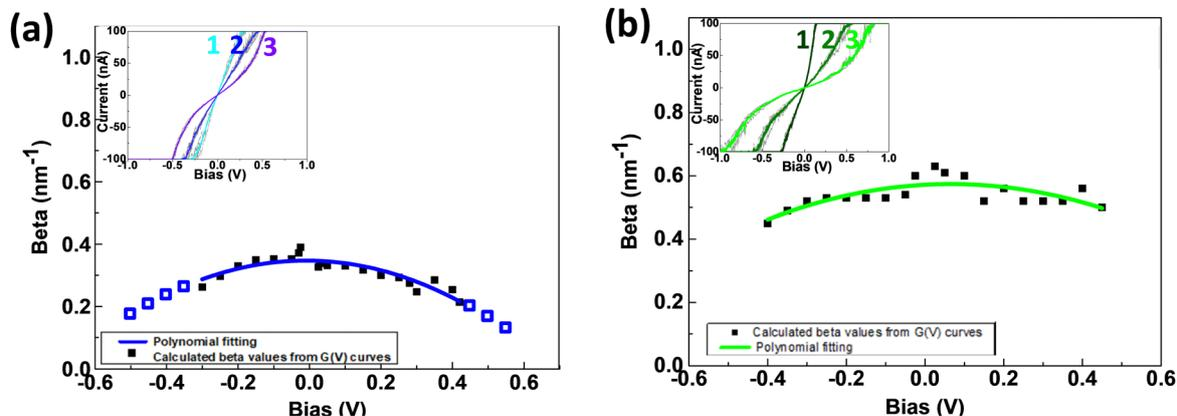 (a)
Beta (nm-1)
1.0
0.8
0.6
0.4
0.2
0.0
-0.6 -0.4 -0.2 0.0 0.2 0.4 0.6
Bias (V)
Current (nA)
100
50
0
-50
-100
-1.0 -0.5 0.0 0.5 1.0
Bias (V)
1 2 3
Polynomial fitting
Calculated beta values from G(V) curves
(b)
Beta (nm-1)
1.0
0.8
0.6
0.4
0.2
0.0
-0.6 -0.4 -0.2 0.0 0.2 0.4 0.6
Bias (V)
Current (nA)
100
50
0
-50
-100
-1.0 -0.5 0.0 0.5 1.0
Bias (V)
1 2 3
Calculated beta values from G(V) curves
Polynomial fitting